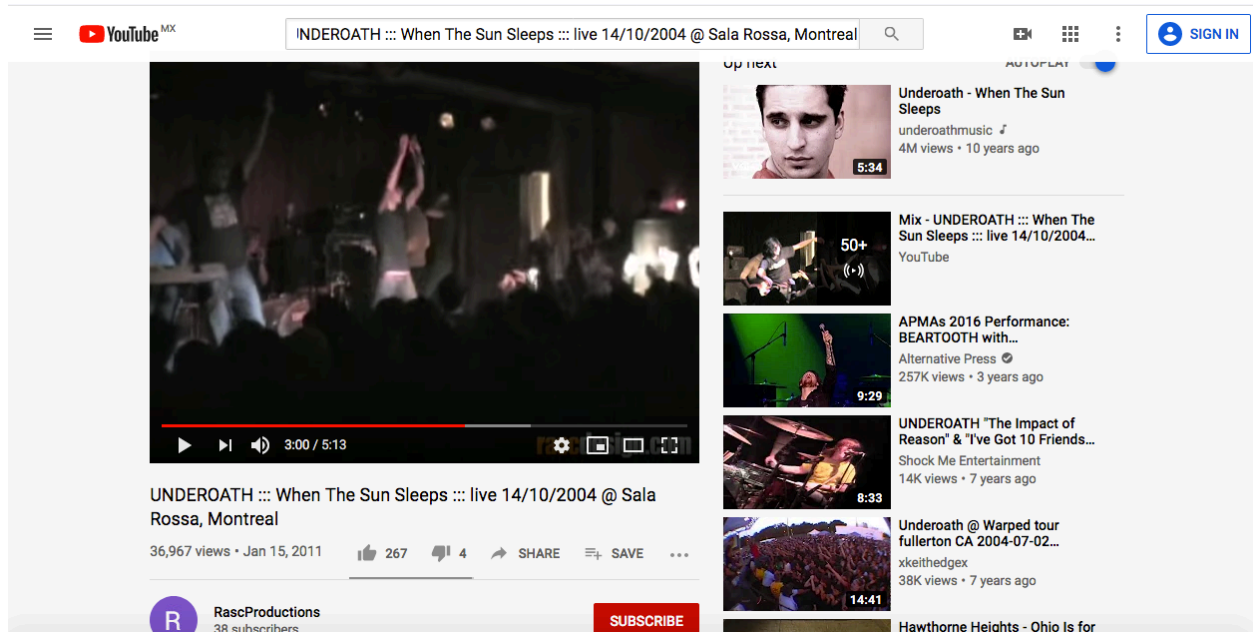 YouTube MX
UNDEROATH ::: When The Sun Sleeps ::: live 14/10/2004 @ Sala Rossa, Montreal
SIGN IN
3:00 / 5:13
UNDEROATH ::: When The Sun Sleeps ::: live 14/10/2004 @ Sala
Rossa, Montreal
36,967 views • Jan 15, 2011
267
4
SHARE
SAVE
R
RascProductions
38 subscribers
SUBSCRIBE
Up next
AUTOPLAY
5:34
Underoath - When The Sun
Sleeps
underoathmusic
4M views • 10 years ago
50+
Mix - UNDEROATH ::: When The
Sun Sleeps ::: live 14/10/2004...
YouTube
9:29
APMAs 2016 Performance:
BEARTOOTH with...
Alternative Press
257K views • 3 years ago
8:33
UNDEROATH "The Impact of
Reason" & "I've Got 10 Friends...
Shock Me Entertainment
14K views • 7 years ago
14:41
Underoath @ Warped tour
fullerton CA 2004-07-02...
xkeithedgex
38K views • 7 years ago
Hawthorne Heights - Ohio Is for